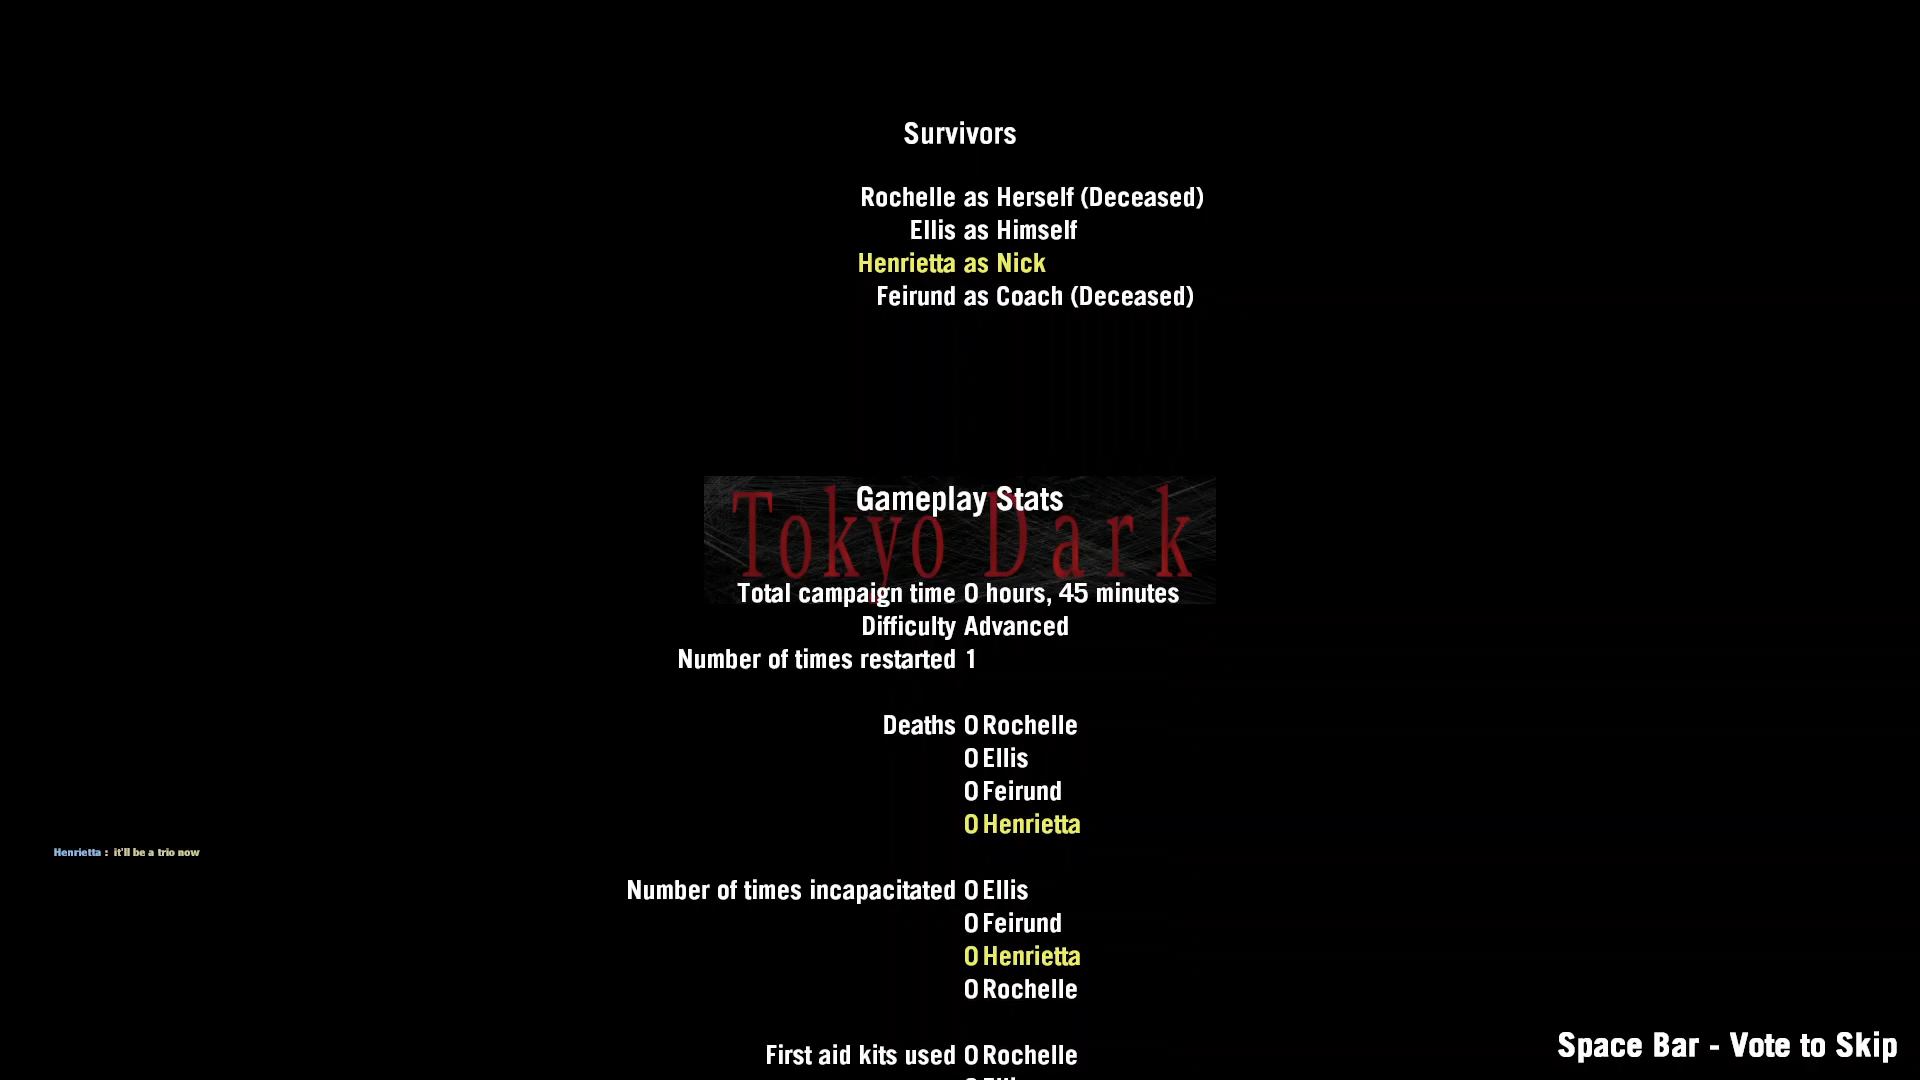 Survivors
Rochelle as Herself (Deceased)
Ellis as Himself
Henrietta as Nick
Feirund as Coach (Deceased)
Gameplay Stats
Tokyo Dark
Total campaign time 0 hours, 45 minutes
Difficulty Advanced
Number of times restarted 1
Deaths 0 Rochelle
0 Ellis
0 Feirund
0 Henrietta
Henrietta : it'll be a trio now
Number of times incapacitated 0 Ellis
0 Feirund
0 Henrietta
0 Rochelle
First aid kits used 0 Rochelle
Space Bar - Vote to Skip